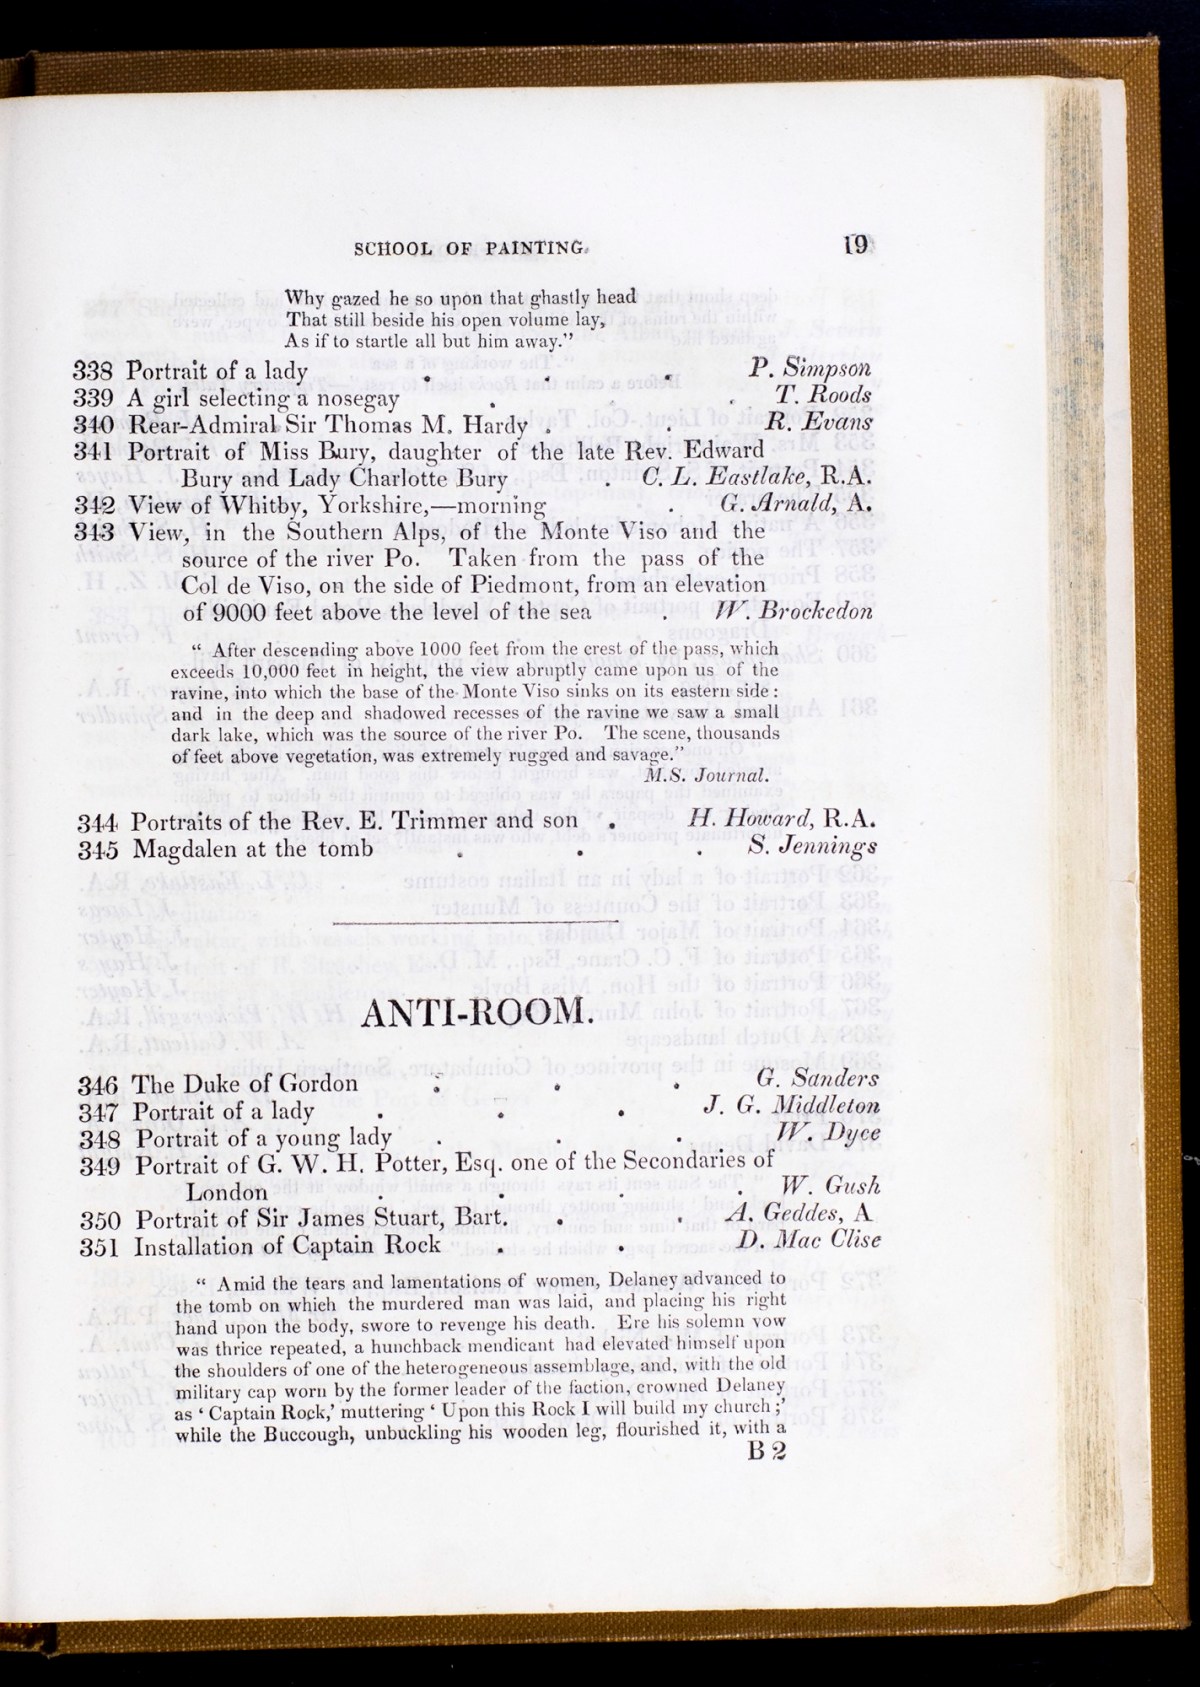 SCHOOL OF PAINTING. 19
Why gazed he so upon that ghastly head
That still beside his open volume lay,
As if to startle all but him away."
338 Portrait of a lady . . . P. Simpson
339 A girl selecting a nosegay . . . T. Roods
340 Rear-Admiral Sir Thomas M. Hardy . . R. Evans
341 Portrait of Miss Bury, daughter of the late Rev. Edward
Bury and Lady Charlotte Bury . C. L. Eastlake, R.A.
342 View of Whitby, Yorkshire,—morning . G. Arnald, A.
343 View, in the Southern Alps, of the Monte Viso and the
source of the river Po. Taken from the pass of the
Col de Viso, on the side of Piedmont, from an elevation
of 9000 feet above the level of the sea . W. Brockedon
" After descending above 1000 feet from the crest of the pass, which
exceeds 10,000 feet in height, the view abruptly came upon us of the
ravine, into which the base of the Monte Viso sinks on its eastern side:
and in the deep and shadowed recesses of the ravine we saw a small
dark lake, which was the source of the river Po. The scene, thousands
of feet above vegetation, was extremely rugged and savage."
M.S. Journal.
344 Portraits of the Rev. E. Trimmer and son . H. Howard, R.A.
345 Magdalen at the tomb . . . S. Jennings
ANTI-ROOM.
346 The Duke of Gordon . . . G. Sanders
347 Portrait of a lady . . . J. G. Middleton
348 Portrait of a young lady . . . W. Dyce
349 Portrait of G. W. H. Potter, Esq. one of the Secondaries of
London . . . . W. Gush
350 Portrait of Sir James Stuart, Bart. . . A. Geddes, A
351 Installation of Captain Rock . . D. Mac Clise
" Amid the tears and lamentations of women, Delaney advanced to
the tomb on which the murdered man was laid, and placing his right
hand upon the body, swore to revenge his death. Ere his solemn vow
was thrice repeated, a hunchback mendicant had elevated himself upon
the shoulders of one of the heterogeneous assemblage, and, with the old
military cap worn by the former leader of the faction, crowned Delaney
as ' Captain Rock,' muttering ' Upon this Rock I will build my church;'
while the Buccough, unbuckling his wooden leg, flourished it, with a
B 2